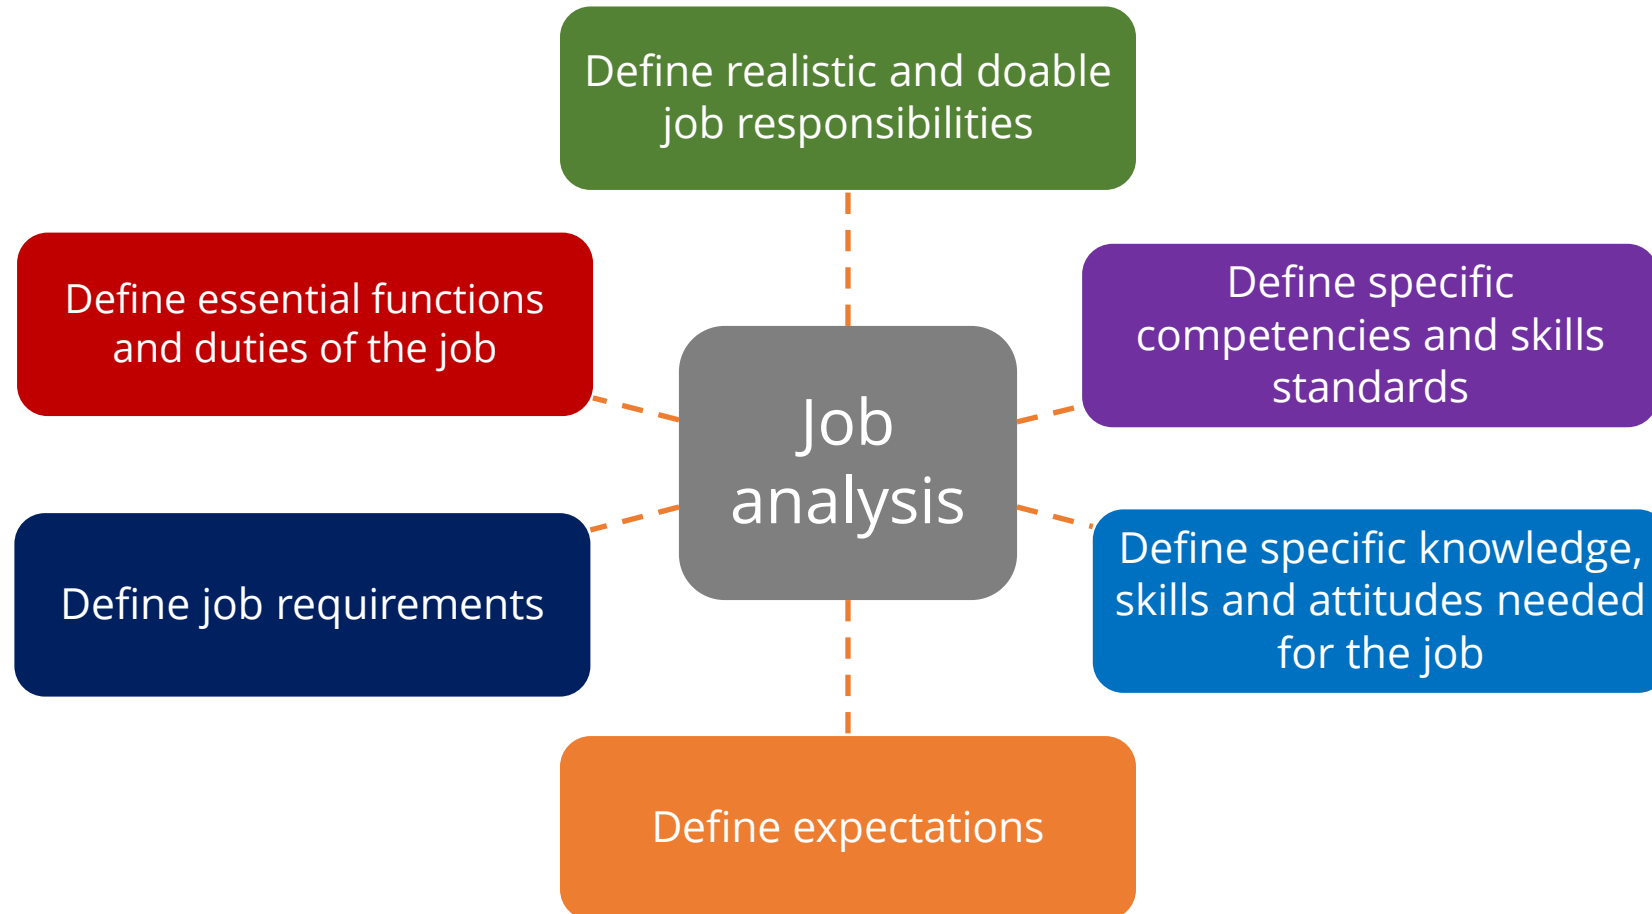 Define realistic and doable
job responsibilities
Define essential functions
and duties of the job
Define specific
competencies and skills
standards
Job
analysis
Define job requirements
Define specific knowledge,
skills and attitudes needed
for the job
Define expectations